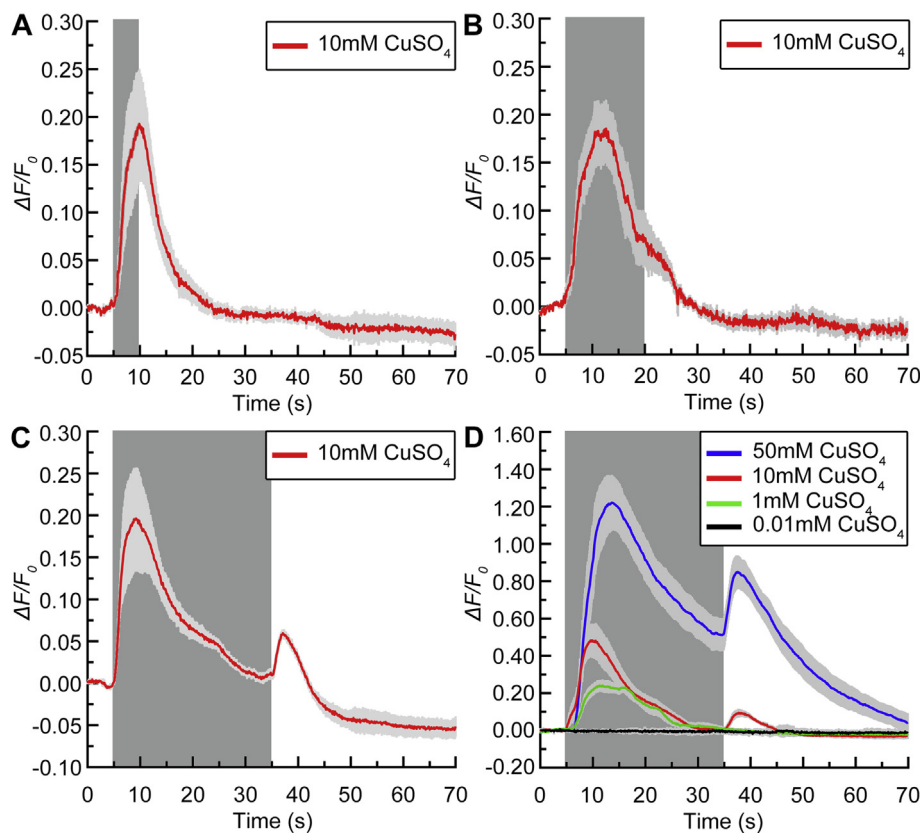 A
10mM CuSO4
0.30
0.25
0.20
0.15
0.10
0.05
0.00
-0.05
ΔF/F0
0 10 20 30 40 50 60 70
Time (s)
B
10mM CuSO4
0.30
0.25
0.20
0.15
0.10
0.05
0.00
-0.05
ΔF/F0
0 10 20 30 40 50 60 70
Time (s)
C
10mM CuSO4
0.30
0.25
0.20
0.15
0.10
0.05
0.00
-0.05
-0.10
ΔF/F0
0 10 20 30 40 50 60 70
Time (s)
D
50mM CuSO4
10mM CuSO4
1mM CuSO4
0.01mM CuSO4
1.60
1.40
1.20
1.00
0.80
0.60
0.40
0.20
0.00
-0.20
ΔF/F0
0 10 20 30 40 50 60 70
Time (s)